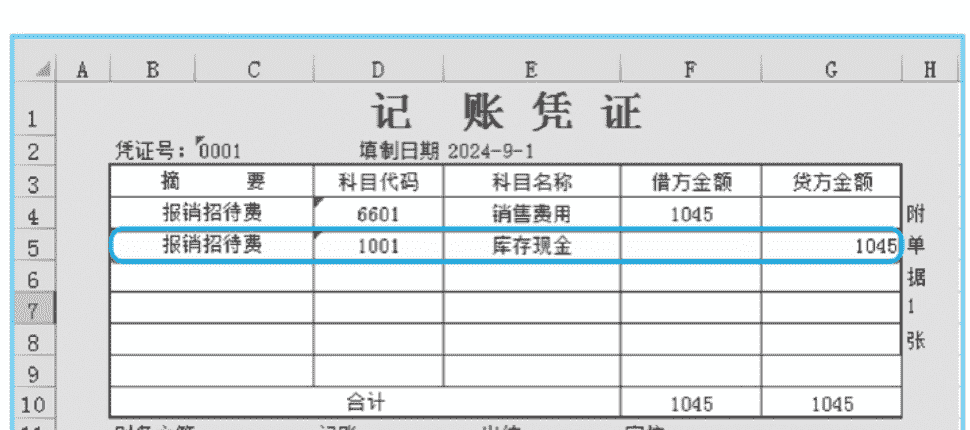 A B C D E F G H
1 记 账 凭 证
2 凭证号: 0001 填制日期 2024-9-1
3 摘 要 科目代码 科目名称 借方金额 贷方金额
4 报销招待费 6601 销售费用 1045 附
5 报销招待费 1001 库存现金 1045 单
6 据
7 1
8 张
9
10 合计 1045 1045